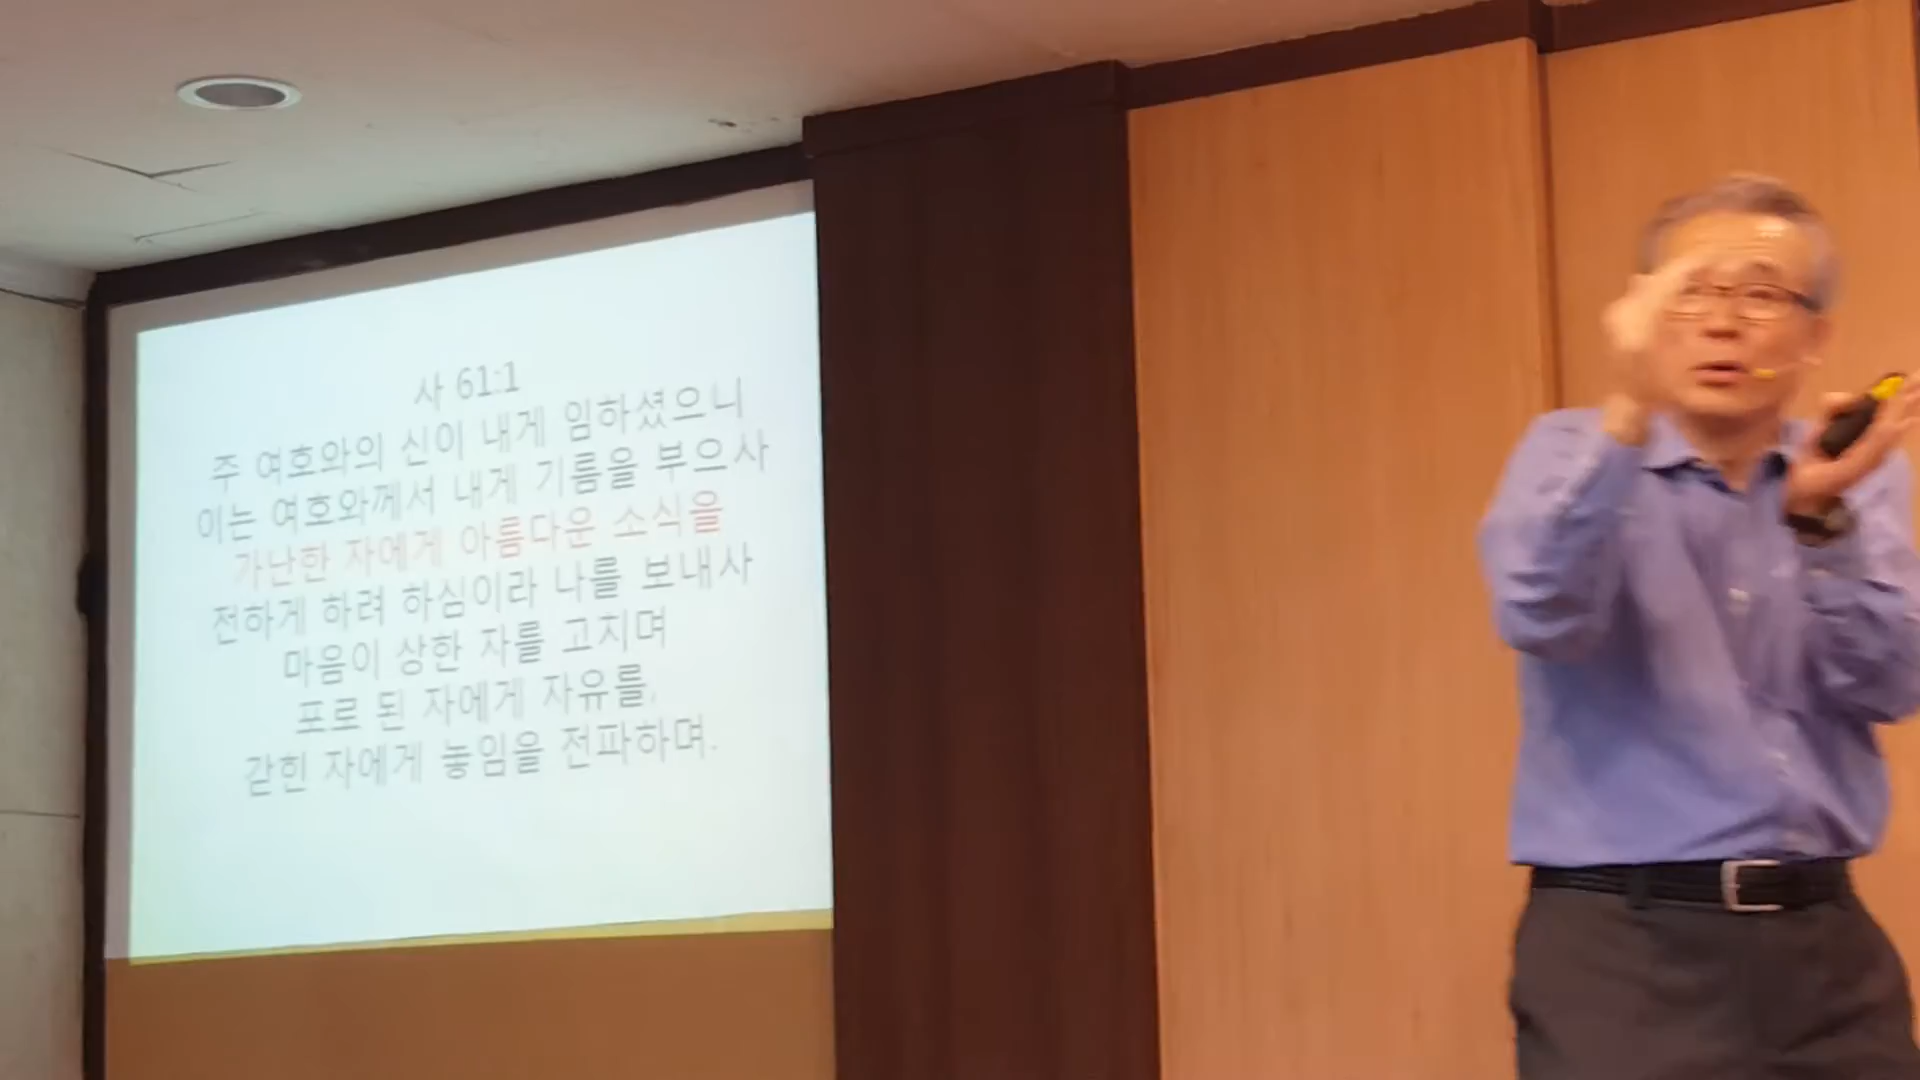 사 61:1
주 여호와의 신이 내게 임하셨으니
이는 여호와께서 내게 기름을 부으사
가난한 자에게 아름다운 소식을
전하게 하려 하심이라 나를 보내사
마음이 상한 자를 고치며
포로 된 자에게 자유를,
갇힌 자에게 놓임을 전파하며.